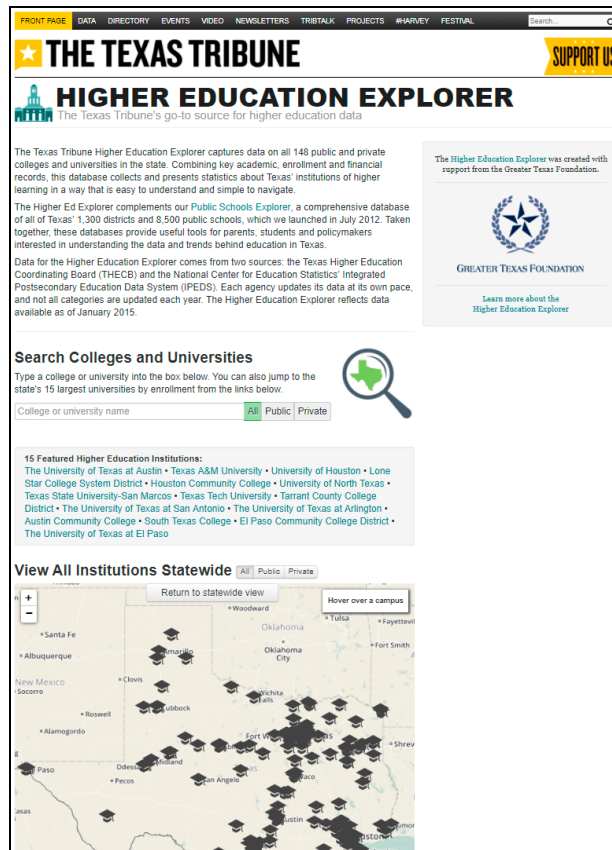 FRONT PAGE DATA DIRECTORY EVENTS VIDEO NEWSLETTERS TRIBTALK PROJECTS #HARVEY FESTIVAL Search...
THE TEXAS TRIBUNE
SUPPORT US
HIGHER EDUCATION EXPLORER
The Texas Tribune's go-to source for higher education data
The Texas Tribune Higher Education Explorer captures data on all 148 public and private
colleges and universities in the state. Combining key academic, enrollment and financial
records, this database collects and presents statistics about Texas' institutions of higher
learning in a way that is easy to understand and simple to navigate.
The Higher Ed Explorer complements our Public Schools Explorer, a comprehensive database
of all of Texas' 1,300 districts and 8,500 public schools, which we launched in July 2012. Taken
together, these databases provide useful tools for parents, students and policymakers
interested in understanding the data and trends behind education in Texas.
Data for the Higher Education Explorer comes from two sources: the Texas Higher Education
Coordinating Board (THECB) and the National Center for Education Statistics' Integrated
Postsecondary Education Data System (IPEDS). Each agency updates its data at its own pace,
and not all categories are updated each year. The Higher Education Explorer reflects data
available as of January 2015.
The Higher Education Explorer was created with
support from the Greater Texas Foundation.
GREATER TEXAS FOUNDATION
Learn more about the
Higher Education Explorer
Search Colleges and Universities
Type a college or university into the box below. You can also jump to the
state's 15 largest universities by enrollment from the links below.
College or university name All Public Private
15 Featured Higher Education Institutions:
The University of Texas at Austin • Texas A&M University • University of Houston • Lone
Star College System District • Houston Community College • University of North Texas •
Texas State University-San Marcos • Texas Tech University • Tarrant County College
District • The University of Texas at San Antonio • The University of Texas at Arlington •
Austin Community College • South Texas College • El Paso Community College District •
The University of Texas at El Paso
View All Institutions Statewide All Public Private
+
−
Return to statewide view
Hover over a campus
Woodward
Tulsa
Fayettevil
Oklahoma
Santa Fe
Amarillo
Oklahoma
City
Fort Smith
Albuquerque
New Mexico
Socorro
Clovis
Wichita
Falls
Lubbock
Roswell
Alamogordo
Fort W
Shrev
Paso
Odess
Midland
Pecos
San Angelo
Waco
asas
ustin
ston